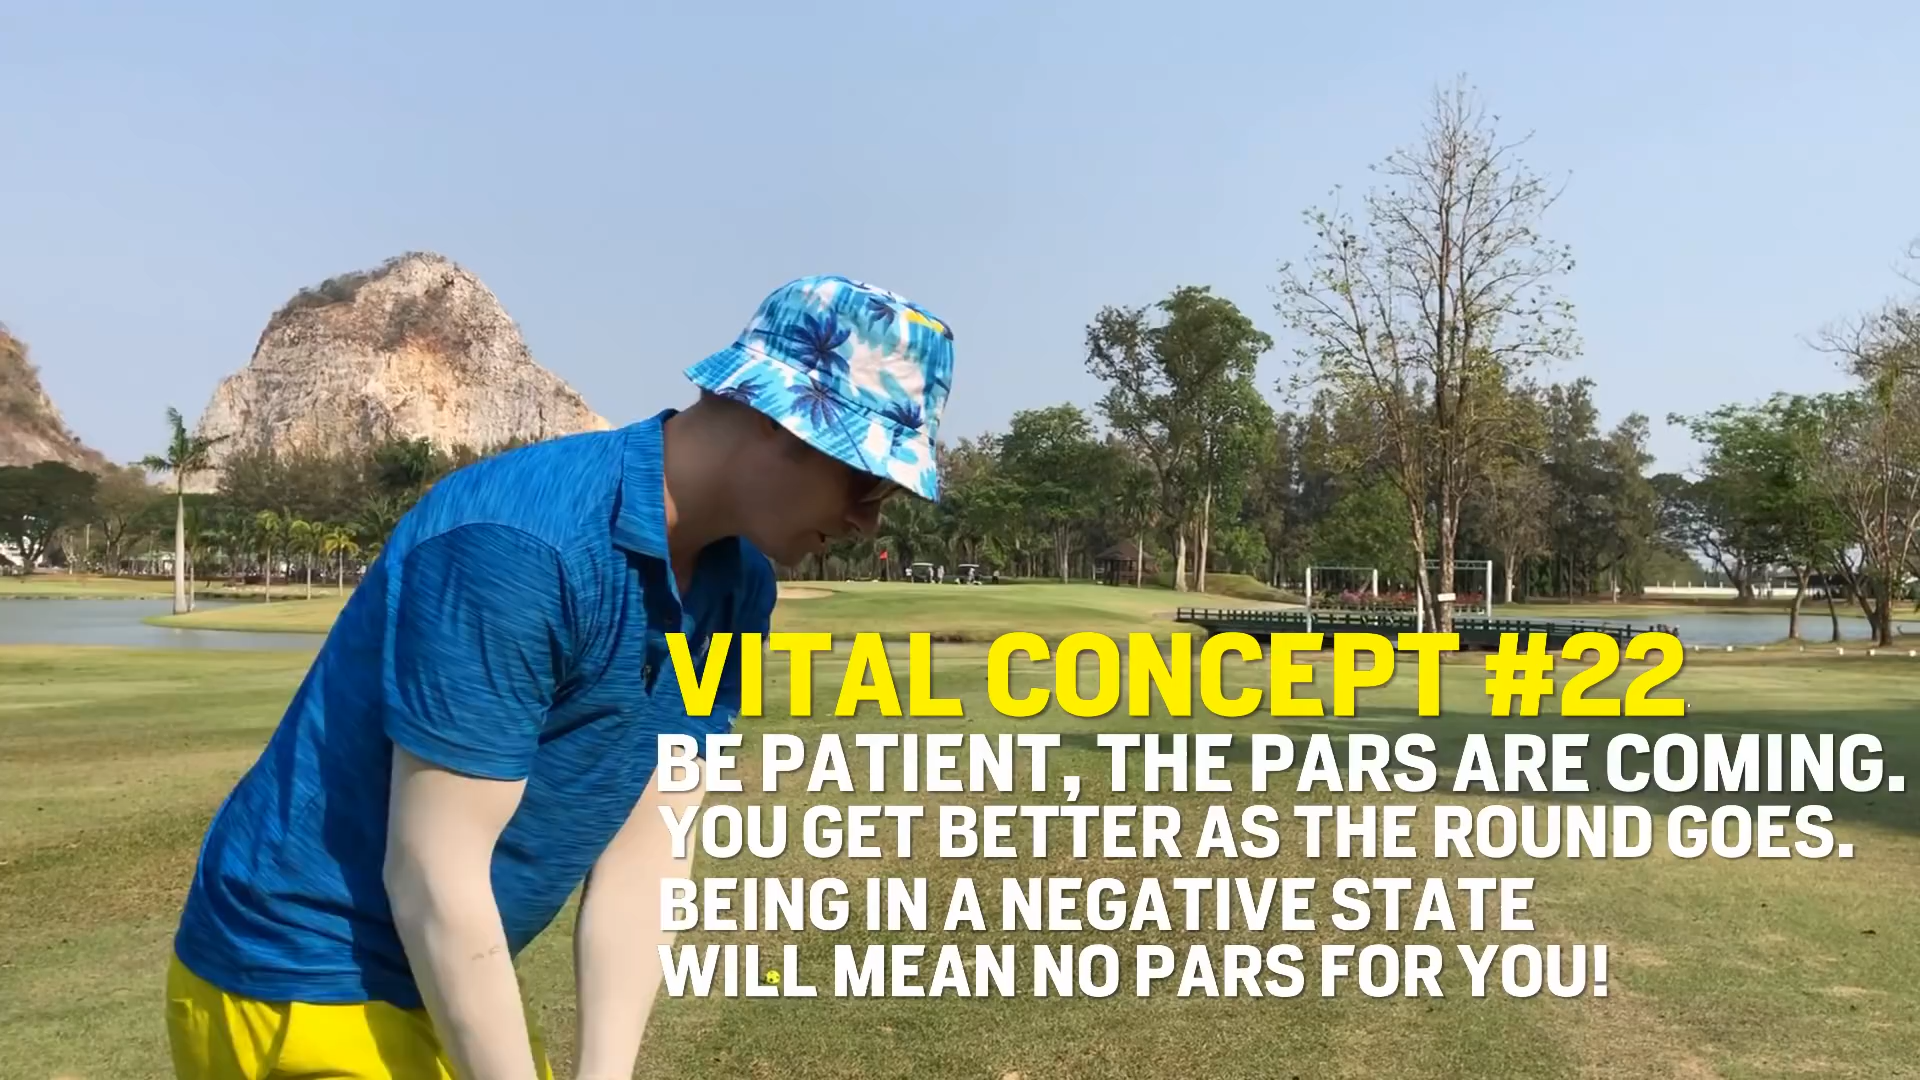 VITAL CONCEPT #22
BE PATIENT, THE PARS ARE COMING.
YOU GET BETTER AS THE ROUND GOES.
BEING IN A NEGATIVE STATE
WILL MEAN NO PARS FOR YOU!